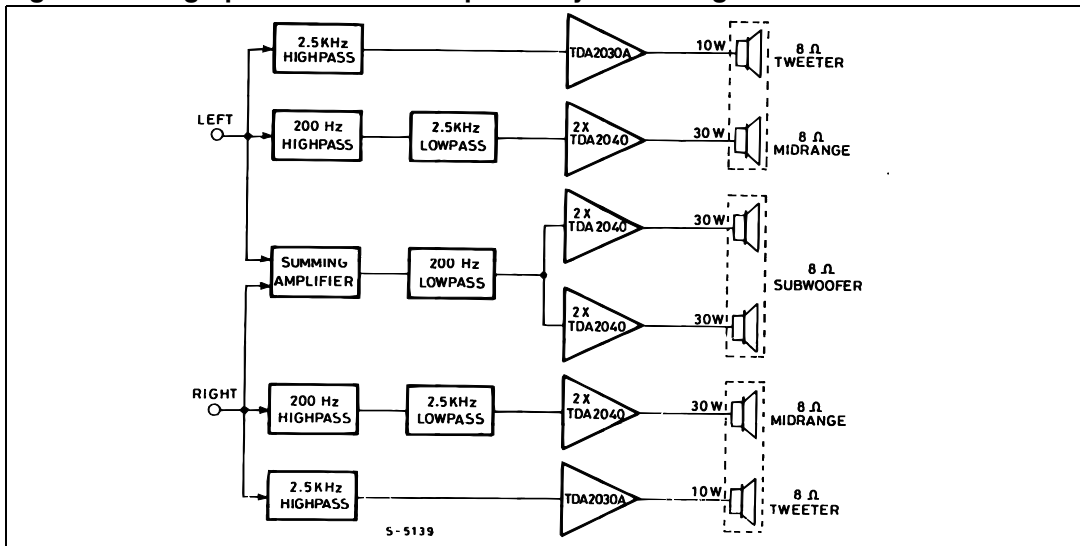 2.5KHz
HIGHPASS
TDA2030A
10W
8 Ω
TWEETER
LEFT
200 Hz
HIGHPASS
2.5KHz
LOWPASS
2X
TDA2040
30W
8 Ω
MIDRANGE
2X
TDA2040
30W
SUMMING
AMPLIFIER
200 Hz
LOWPASS
8 Ω
SUBWOOFER
2X
TDA2040
30W
RIGHT
200 Hz
HIGHPASS
2.5KHz
LOWPASS
2X
TDA2040
30W
8 Ω
MIDRANGE
2.5KHz
HIGHPASS
TDA2030A
10W
8 Ω
TWEETER
S-5139